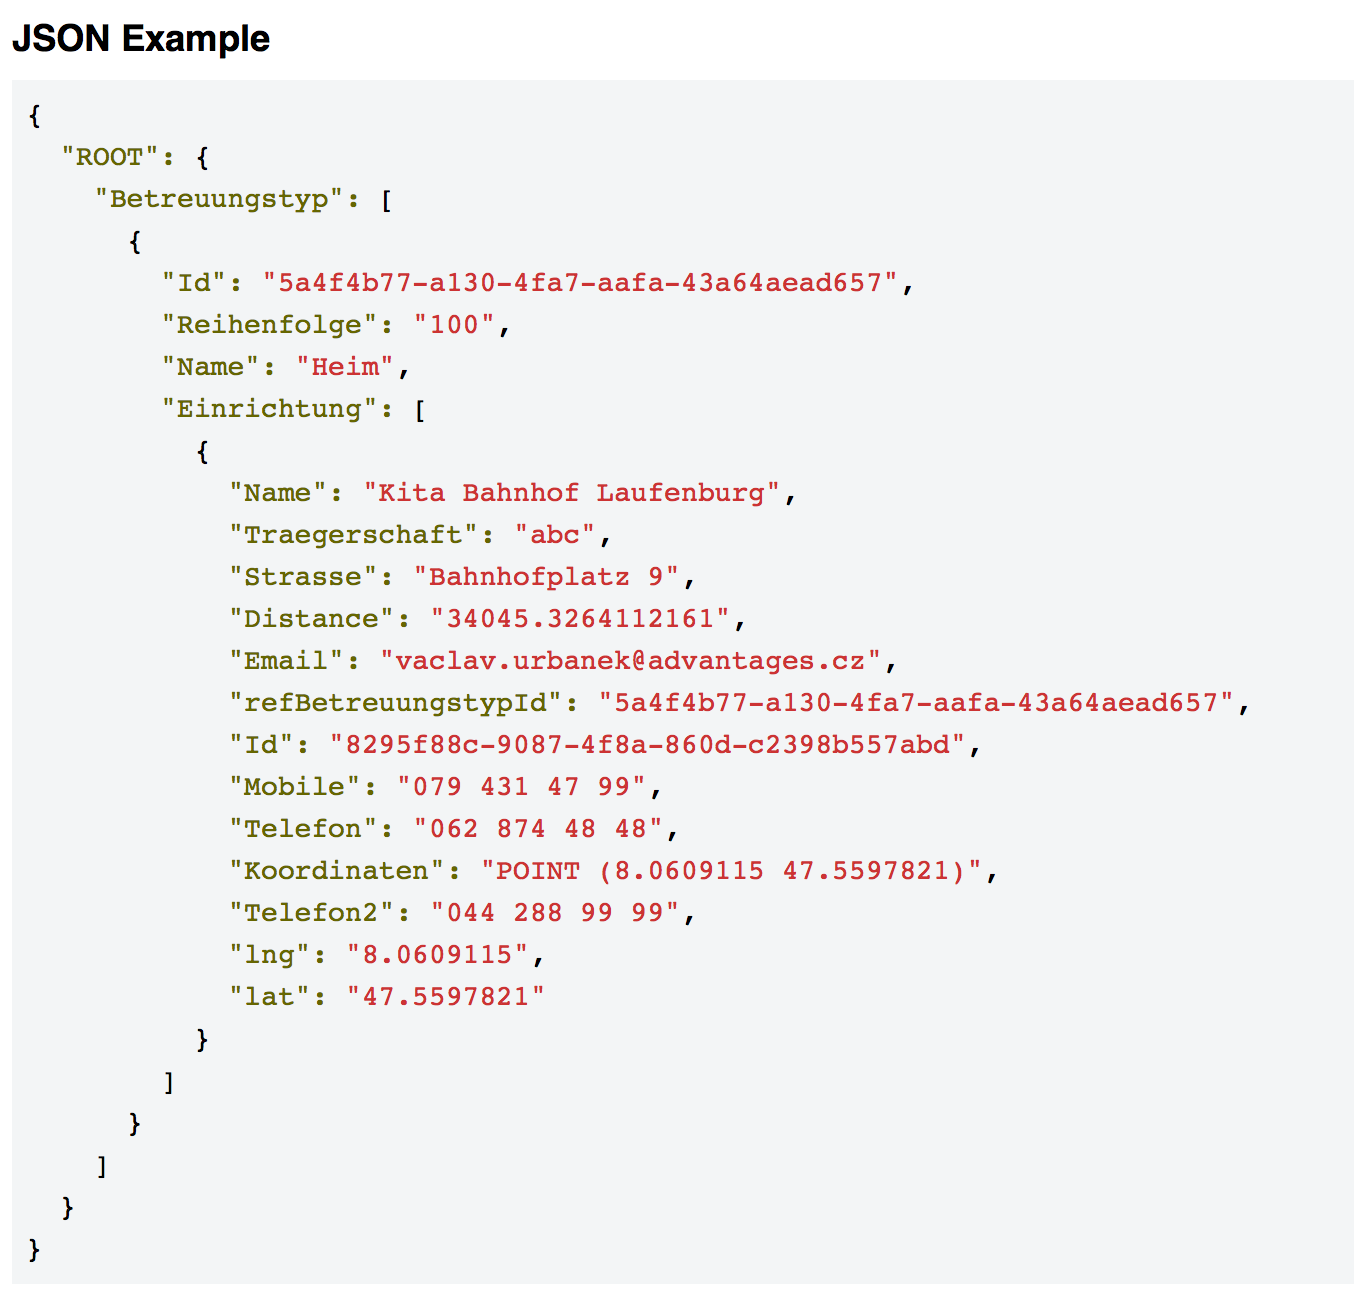 JSON Example
{
"ROOT": {
"Betreuungstyp": [
{
"Id": "5a4f4b77-a130-4fa7-aafa-43a64aead657",
"Reihenfolge": "100",
"Name": "Heim",
"Einrichtung": [
{
"Name": "Kita Bahnhof Laufenburg",
"Traegerschaft": "abc",
"Strasse": "Bahnhofplatz 9",
"Distance": "34045.3264112161",
"Email": "vaclav.urbanek@advantages.cz",
"refBetreuungstypId": "5a4f4b77-a130-4fa7-aafa-43a64aead657",
"Id": "8295f88c-9087-4f8a-860d-c2398b557abd",
"Mobile": "079 431 47 99",
"Telefon": "062 874 48 48",
"Koordinaten": "POINT (8.0609115 47.5597821)",
"Telefon2": "044 288 99 99",
"lng": "8.0609115",
"lat": "47.5597821"
}
]
}
]
}
}